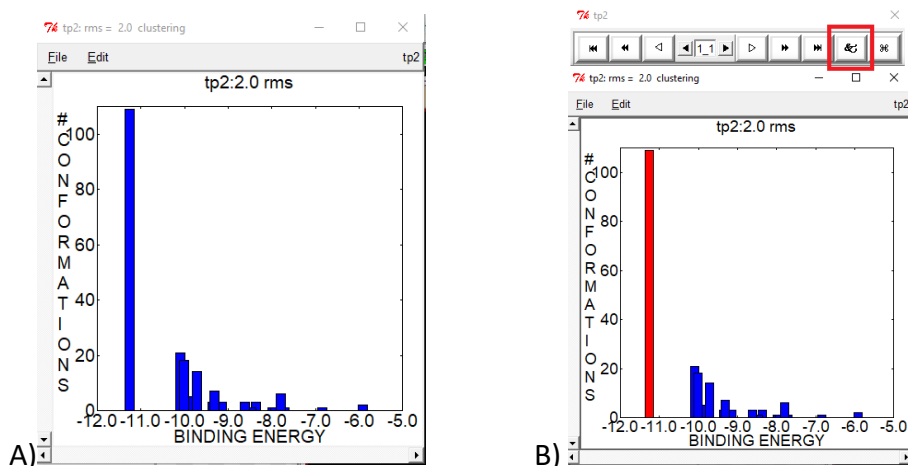 tp2: rms = 2.0 clustering
File Edit tp2
tp2:2.0 rms
#CONFORMATIONS
100
80
60
40
20
0
-12.0 -11.0 -10.0 -9.0 -8.0 -7.0 -6.0 -5.0
BINDING ENERGY
A)
tp2
1_1
&
⌘
tp2: rms = 2.0 clustering
File Edit tp2
tp2:2.0 rms
#CONFORMATIONS
100
80
60
40
20
0
-12.0 -11.0 -10.0 -9.0 -8.0 -7.0 -6.0 -5.0
BINDING ENERGY
B)